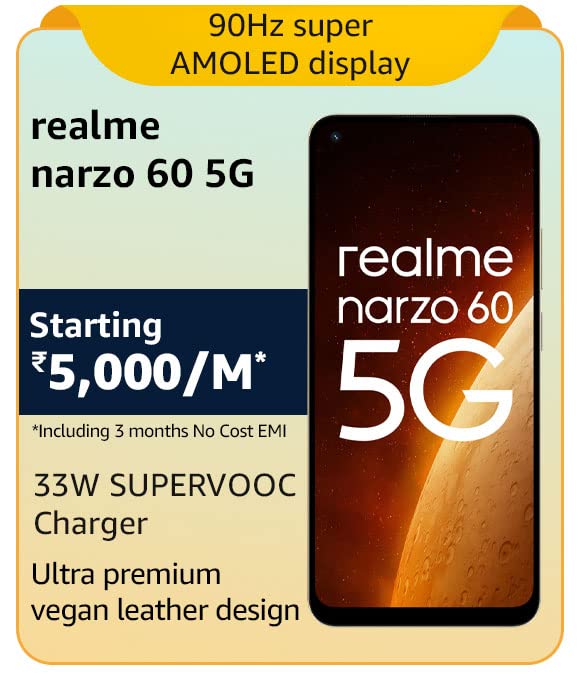 90Hz super
AMOLED display
realme
narzo 60 5G
Starting
₹5,000/M*
*Including 3 months No Cost EMI
33W SUPERVOOC
Charger
Ultra premium
vegan leather design
realme
narzo 60
5G